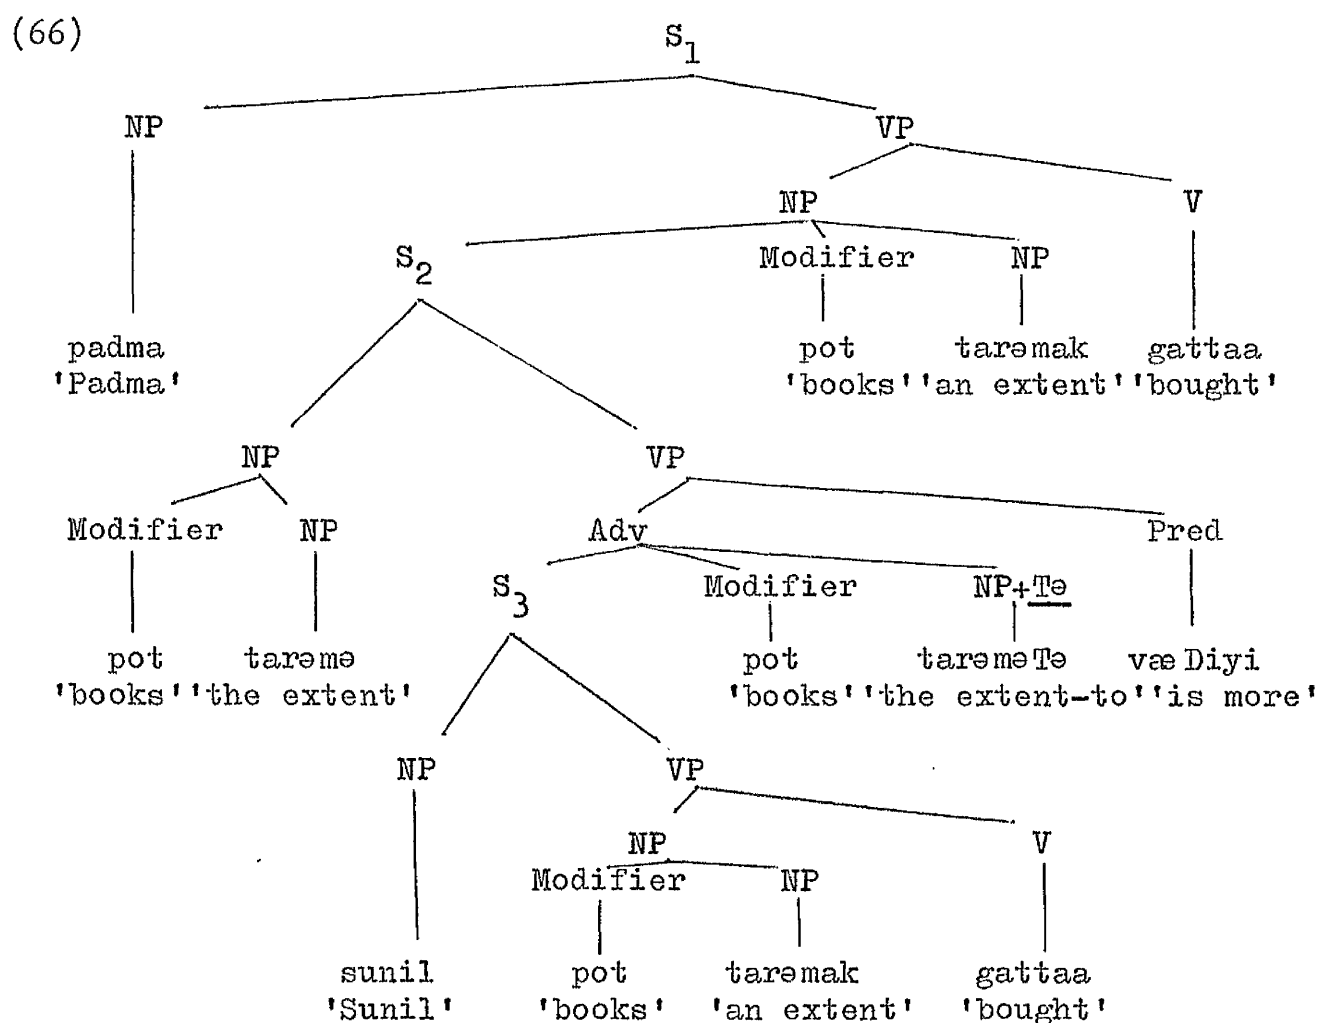 (66)
S1
NP VP
NP V
S2 Modifier NP
padma pot tarəmak gattaa
'Padma' 'books' 'an extent' 'bought'
NP VP
Modifier NP Adv Pred
S3 Modifier NP+Tə
pot tarəmə pot tarəməTə væDiyi
'books' 'the extent' 'books' 'the extent-to' 'is more'
NP VP
NP V
Modifier NP
sunil pot tarəmak gattaa
'Sunil' 'books' 'an extent' 'bought'